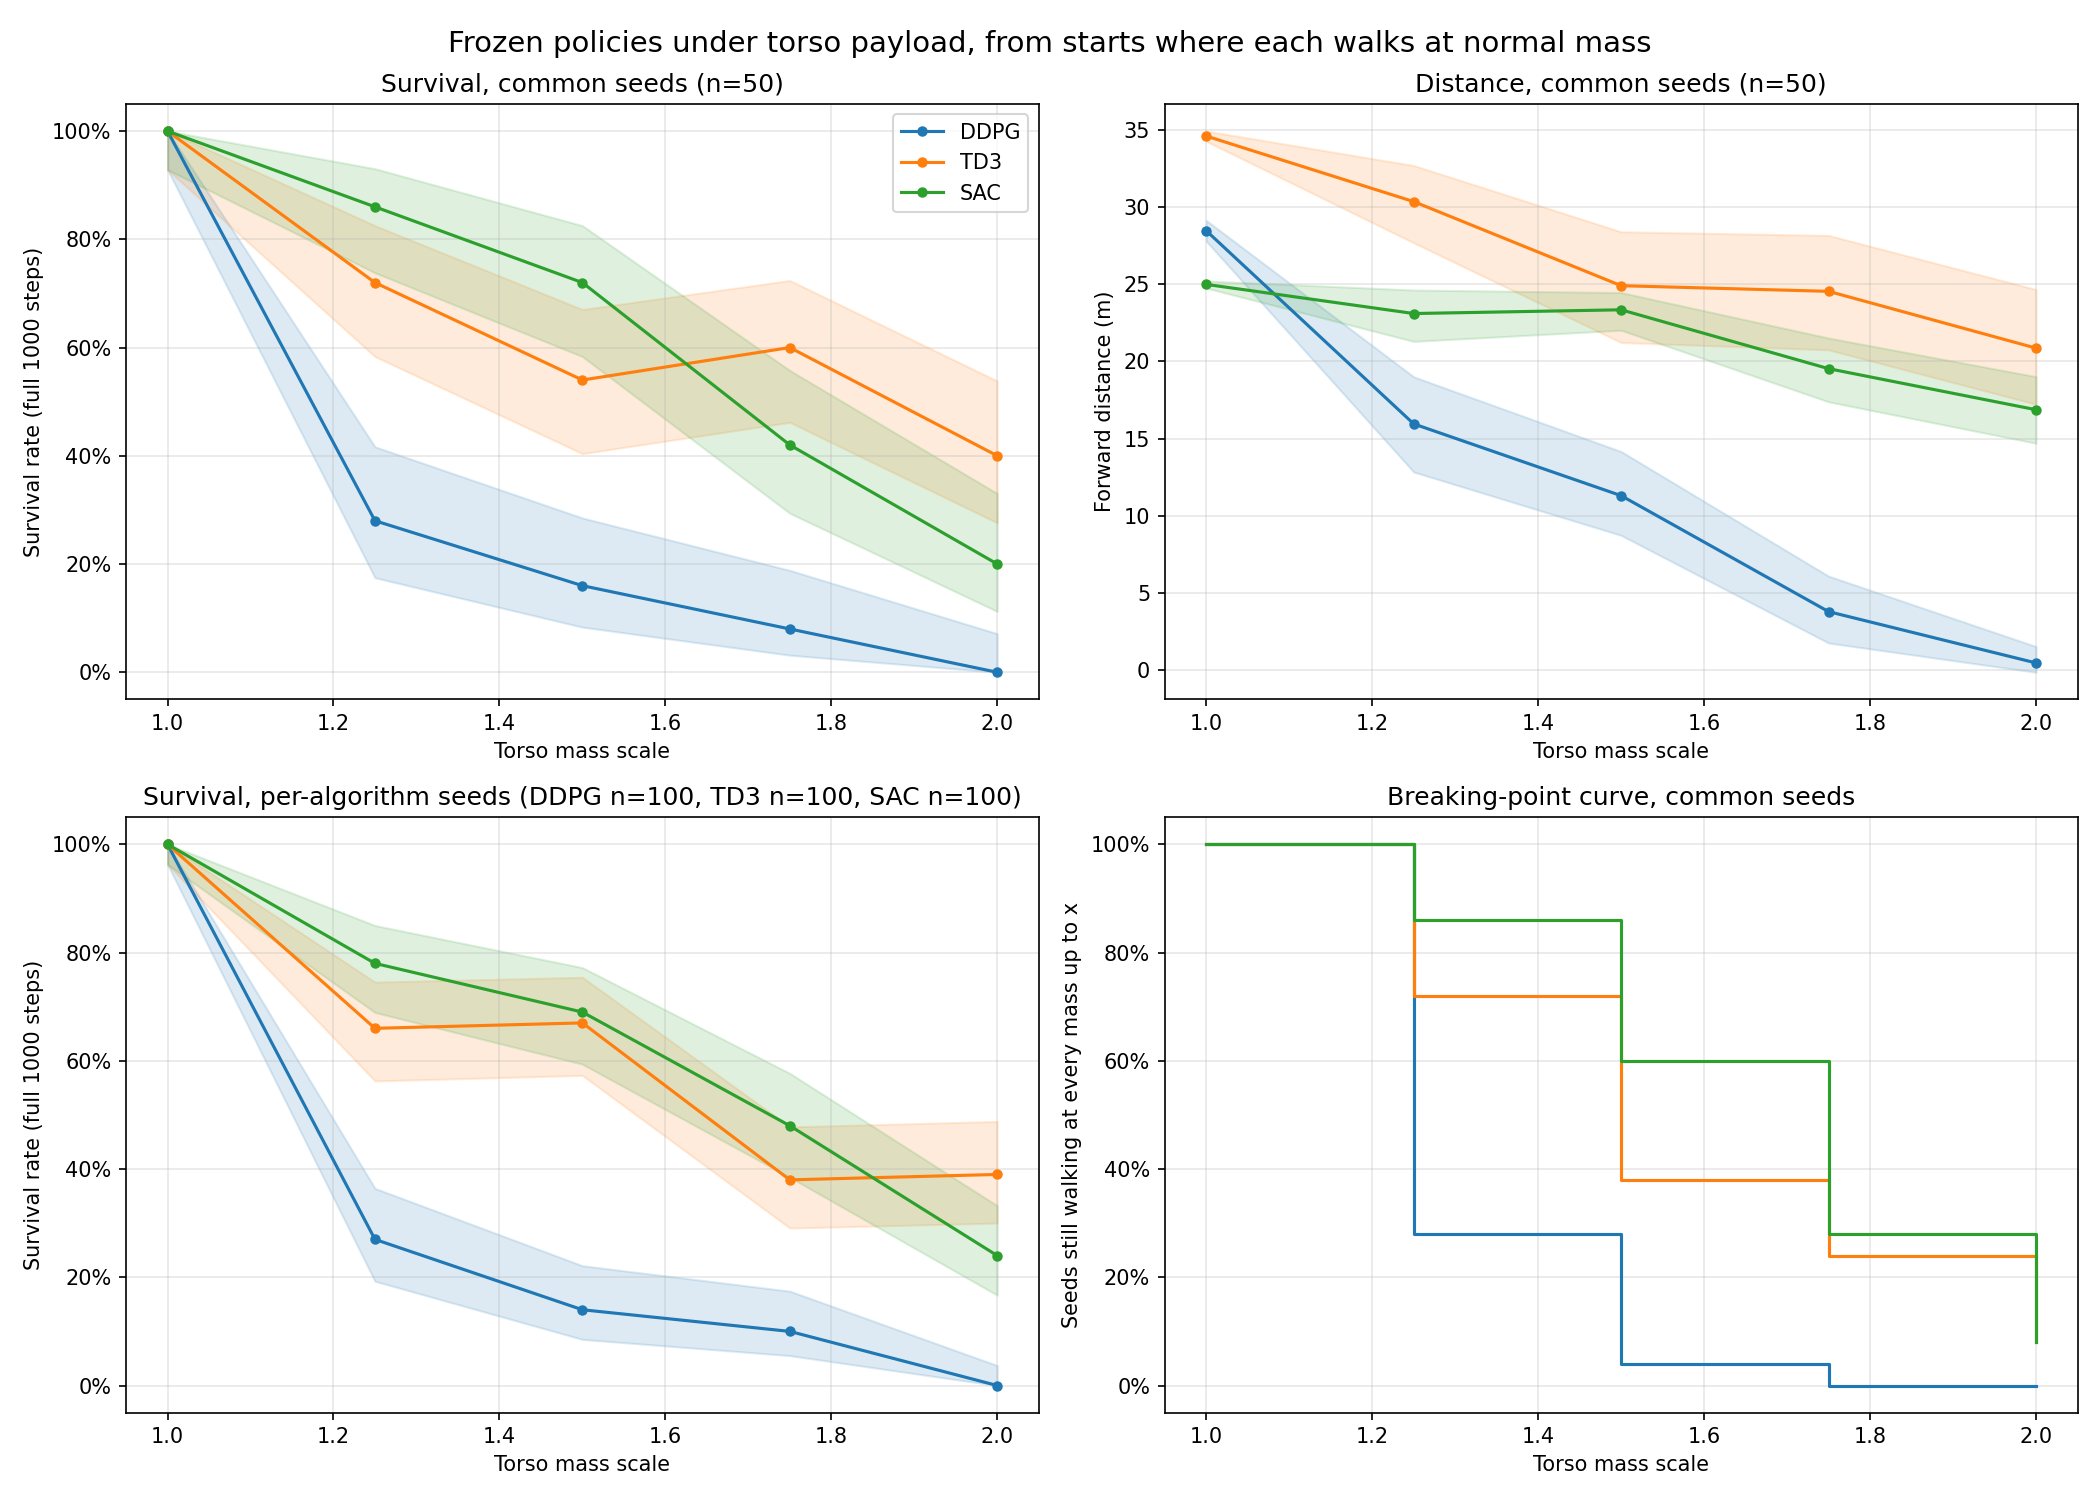 Frozen policies under torso payload, from starts where each walks at normal mass
Survival, common seeds (n=50)
Survival rate (full 1000 steps)
100%
80%
60%
40%
20%
0%
DDPG
TD3
SAC
1.0 1.2 1.4 1.6 1.8 2.0
Torso mass scale
Distance, common seeds (n=50)
Forward distance (m)
35
30
25
20
15
10
5
0
1.0 1.2 1.4 1.6 1.8 2.0
Torso mass scale
Survival, per-algorithm seeds (DDPG n=100, TD3 n=100, SAC n=100)
Survival rate (full 1000 steps)
100%
80%
60%
40%
20%
0%
1.0 1.2 1.4 1.6 1.8 2.0
Torso mass scale
Breaking-point curve, common seeds
Seeds still walking at every mass up to x
100%
80%
60%
40%
20%
0%
1.0 1.2 1.4 1.6 1.8 2.0
Torso mass scale